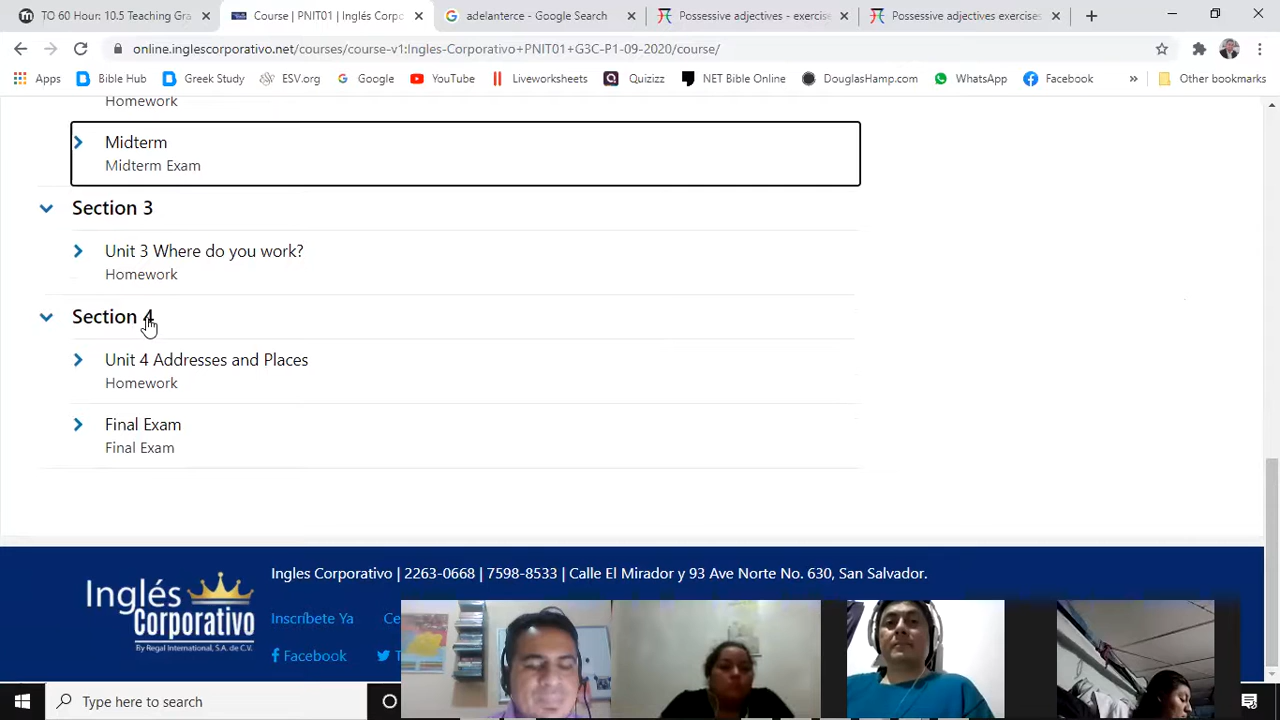 TO 60 Hour: 10.5 Teaching Gra
Course | PNIT01 | Inglés Corpo
adelanterce - Google Search
Possessive adjectives - exercise
Possessive adjectives exercises
online.inglescorporativo.net/courses/course-v1:Ingles-Corporativo+PNIT01+G3C-P1-09-2020/course/
Apps
Bible Hub
Greek Study
ESV.org
Google
YouTube
Liveworksheets
Quizizz
NET Bible Online
DouglasHamp.com
WhatsApp
Facebook
Other bookmarks
Homework
Midterm
Midterm Exam
Section 3
Unit 3 Where do you work?
Homework
Section 4
Unit 4 Addresses and Places
Homework
Final Exam
Final Exam
Inglés
Corporativo
By Regal International, S.A. de C.V.
Ingles Corporativo | 2263-0668 | 7598-8533 | Calle El Mirador y 93 Ave Norte No. 630, San Salvador.
Inscríbete Ya
Ce
Facebook
T
Type here to search